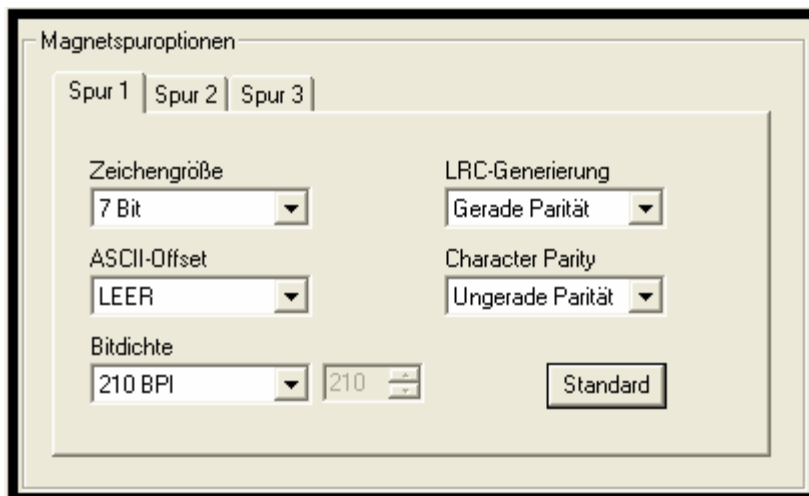 Magnetspuroptionen
Spur 1 Spur 2 Spur 3
Zeichengröße LRC-Generierung
7 Bit Gerade Parität
ASCII-Offset Character Parity
LEER Ungerade Parität
Bitdichte
210 BPI 210 Standard